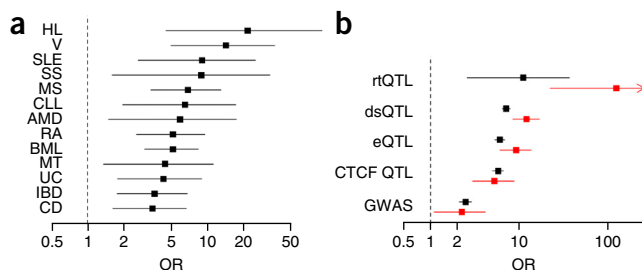 a
HL
V
SLE
SS
MS
CLL
AMD
RA
BML
MT
UC
IBD
CD
0.5 1 2 5 10 20 50
OR
b
rtQTL
dsQTL
eQTL
CTCF QTL
GWAS
0.5 1 2 10 100
OR